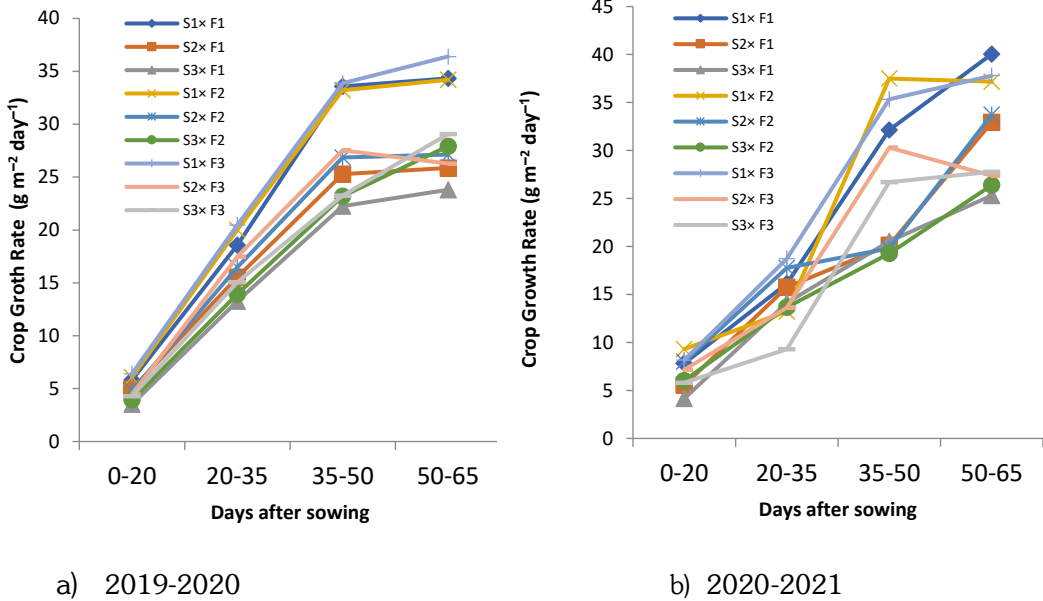 a)
40
35
30
25
20
15
10
5
0
Crop Groth Rate (g m⁻² day⁻¹)
S1× F1
S2× F1
S3× F1
S1× F2
S2× F2
S3× F2
S1× F3
S2× F3
S3× F3
0-20 20-35 35-50 50-65
Days after sowing
a) 2019-2020
b)
45
40
35
30
25
20
15
10
5
0
Crop Growth Rate (g m⁻² day⁻¹)
S1× F1
S2× F1
S3× F1
S1× F2
S2× F2
S3× F2
S1× F3
S2× F3
S3× F3
0-20 20-35 35-50 50-65
Days after sowing
b) 2020-2021